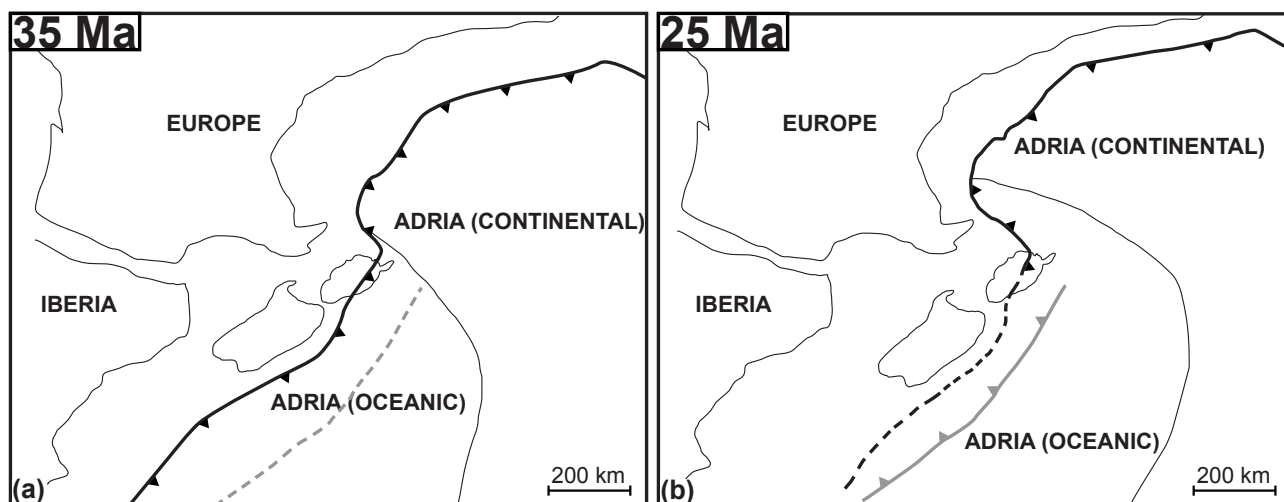 35 Ma
EUROPE
ADRIA (CONTINENTAL)
IBERIA
ADRIA (OCEANIC)
200 km
(a)
25 Ma
EUROPE
ADRIA (CONTINENTAL)
IBERIA
ADRIA (OCEANIC)
200 km
(b)